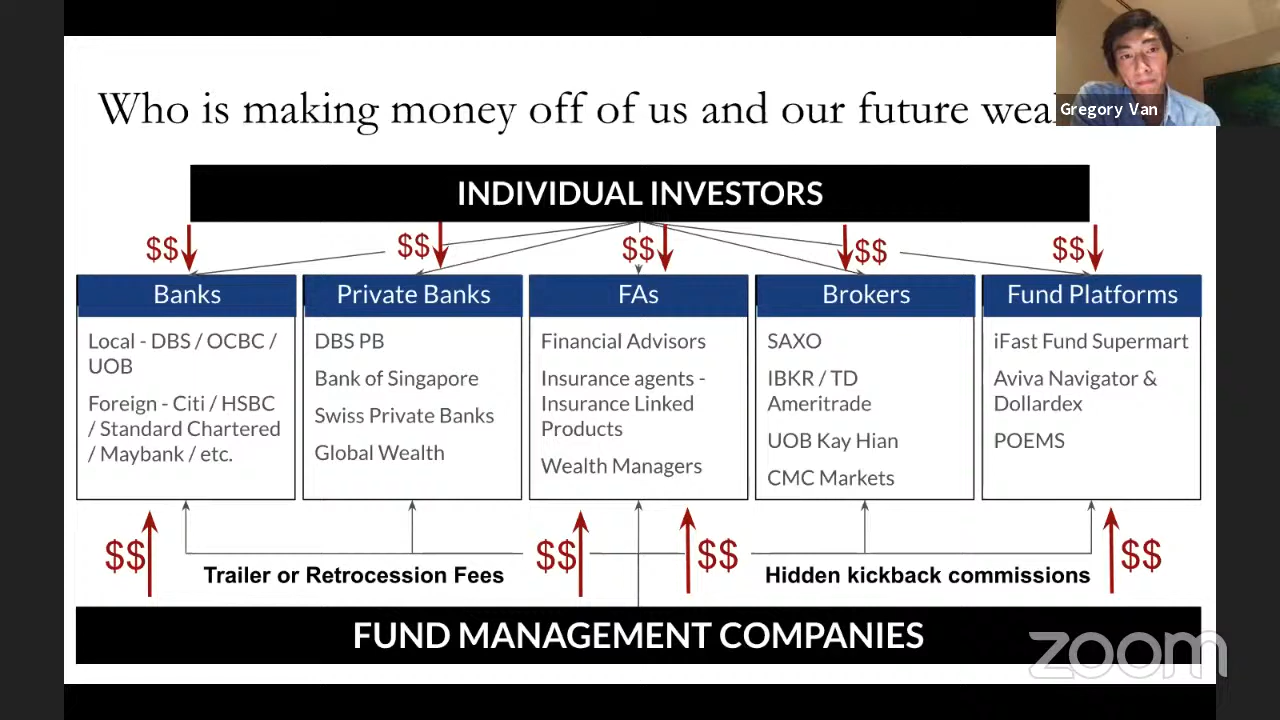 Who is making money off of us and our future weal
Gregory Van
INDIVIDUAL INVESTORS
$$ $$ $$ $$ $$
Banks
Local - DBS / OCBC /
UOB
Foreign - Citi / HSBC
/ Standard Chartered
/ Maybank / etc.
Private Banks
DBS PB
Bank of Singapore
Swiss Private Banks
Global Wealth
FAs
Financial Advisors
Insurance agents -
Insurance Linked
Products
Wealth Managers
Brokers
SAXO
IBKR / TD
Ameritrade
UOB Kay Hian
CMC Markets
Fund Platforms
iFast Fund Supermart
Aviva Navigator &
Dollardex
POEMS
$$ $$ $$ $$
Trailer or Retrocession Fees
Hidden kickback commissions
FUND MANAGEMENT COMPANIES
zoom